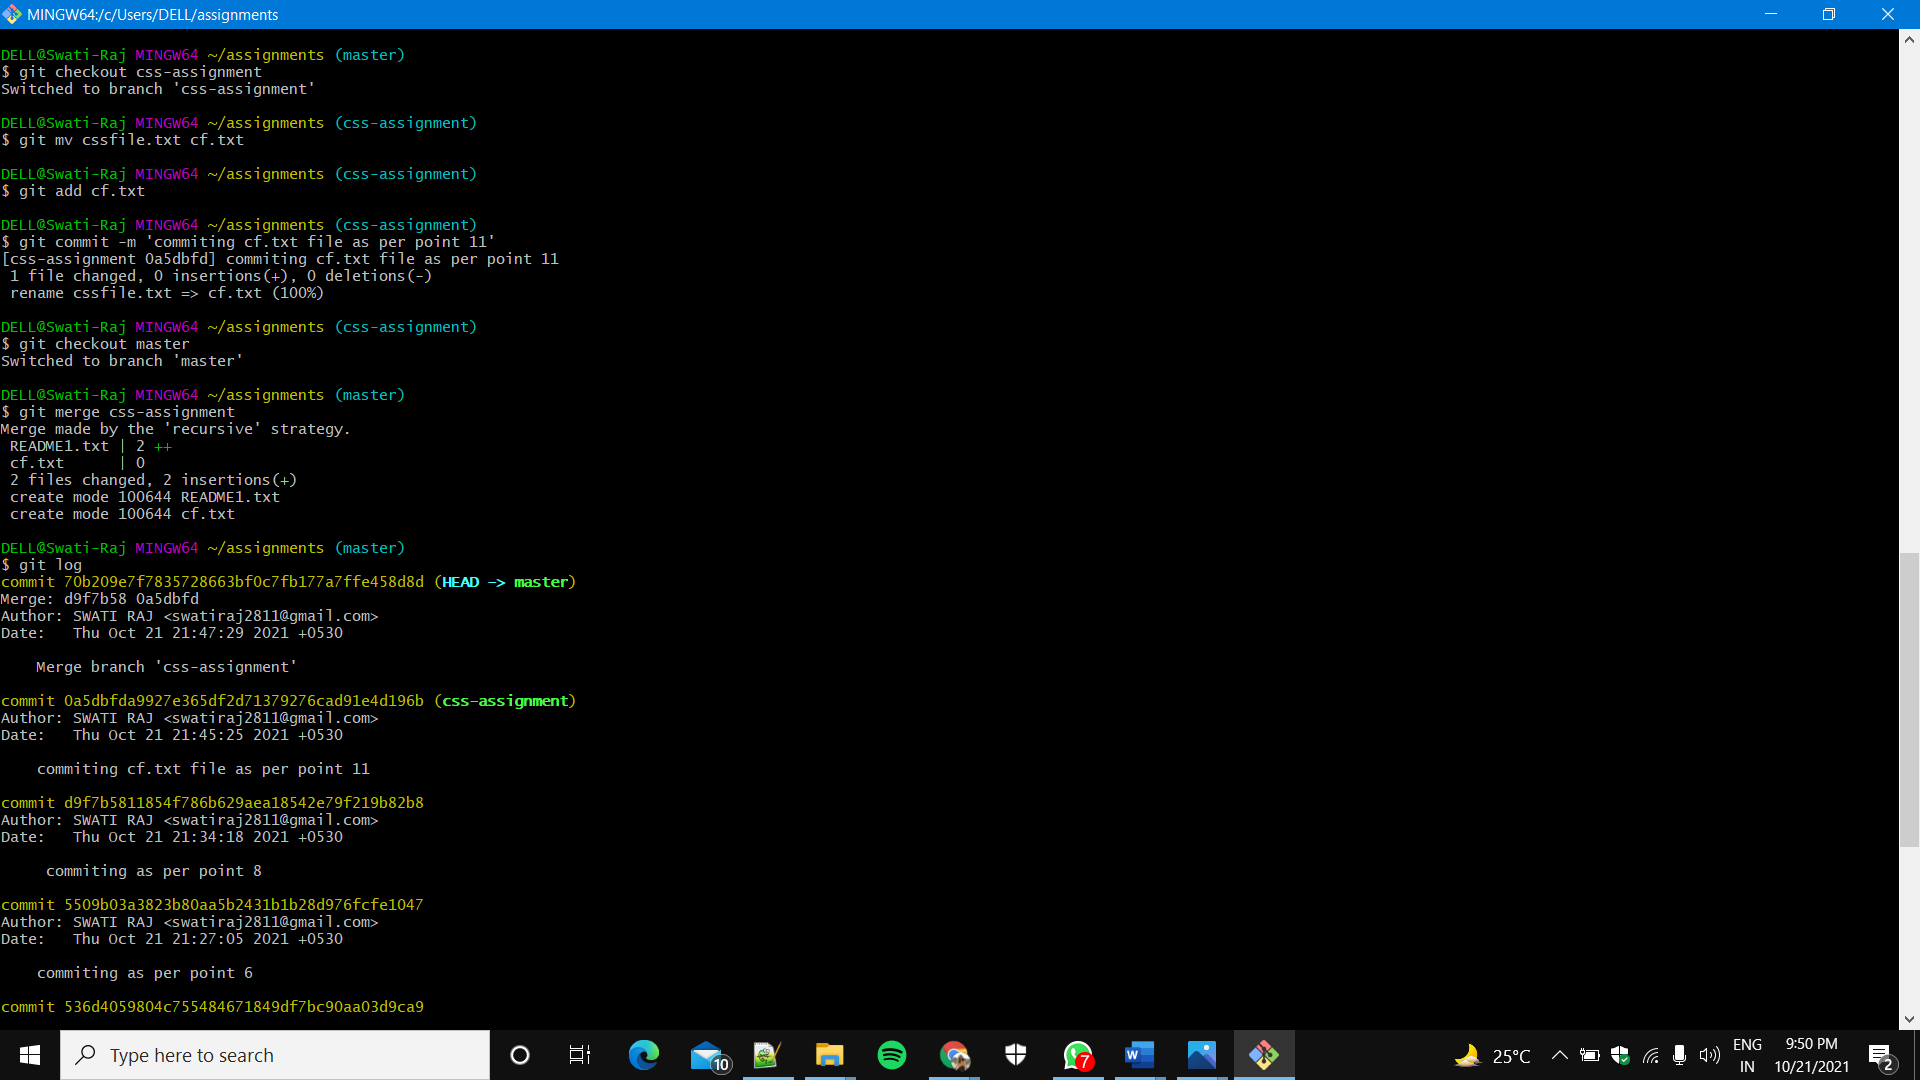 MINGW64:/c/Users/DELL/assignments
DELL@Swati-Raj MINGW64 ~/assignments (master)
$ git checkout css-assignment
Switched to branch 'css-assignment'
DELL@Swati-Raj MINGW64 ~/assignments (css-assignment)
$ git mv cssfile.txt cf.txt
DELL@Swati-Raj MINGW64 ~/assignments (css-assignment)
$ git add cf.txt
DELL@Swati-Raj MINGW64 ~/assignments (css-assignment)
$ git commit -m 'commiting cf.txt file as per point 11'
[css-assignment 0a5dbfd] commiting cf.txt file as per point 11
1 file changed, 0 insertions(+), 0 deletions(-)
rename cssfile.txt => cf.txt (100%)
DELL@Swati-Raj MINGW64 ~/assignments (css-assignment)
$ git checkout master
Switched to branch 'master'
DELL@Swati-Raj MINGW64 ~/assignments (master)
$ git merge css-assignment
Merge made by the 'recursive' strategy.
README1.txt | 2 ++
cf.txt      | 0
2 files changed, 2 insertions(+)
create mode 100644 README1.txt
create mode 100644 cf.txt
DELL@Swati-Raj MINGW64 ~/assignments (master)
$ git log
commit 70b209e7f7835728663bf0c7fb177a7ffe458d8d (HEAD -> master)
Merge: d9f7b58 0a5dbfd
Author: SWATI RAJ <swatiraj2811@gmail.com>
Date:   Thu Oct 21 21:47:29 2021 +0530
Merge branch 'css-assignment'
commit 0a5dbfda9927e365df2d71379276cad91e4d196b (css-assignment)
Author: SWATI RAJ <swatiraj2811@gmail.com>
Date:   Thu Oct 21 21:45:25 2021 +0530
commiting cf.txt file as per point 11
commit d9f7b5811854f786b629aea18542e79f219b82b8
Author: SWATI RAJ <swatiraj2811@gmail.com>
Date:   Thu Oct 21 21:34:18 2021 +0530
commiting as per point 8
commit 5509b03a3823b80aa5b2431b1b28d976fcfe1047
Author: SWATI RAJ <swatiraj2811@gmail.com>
Date:   Thu Oct 21 21:27:05 2021 +0530
commiting as per point 6
commit 536d4059804c755484671849df7bc90aa03d9ca9
Type here to search
10
7
W
25°C
ENG
IN
9:50 PM
10/21/2021
2